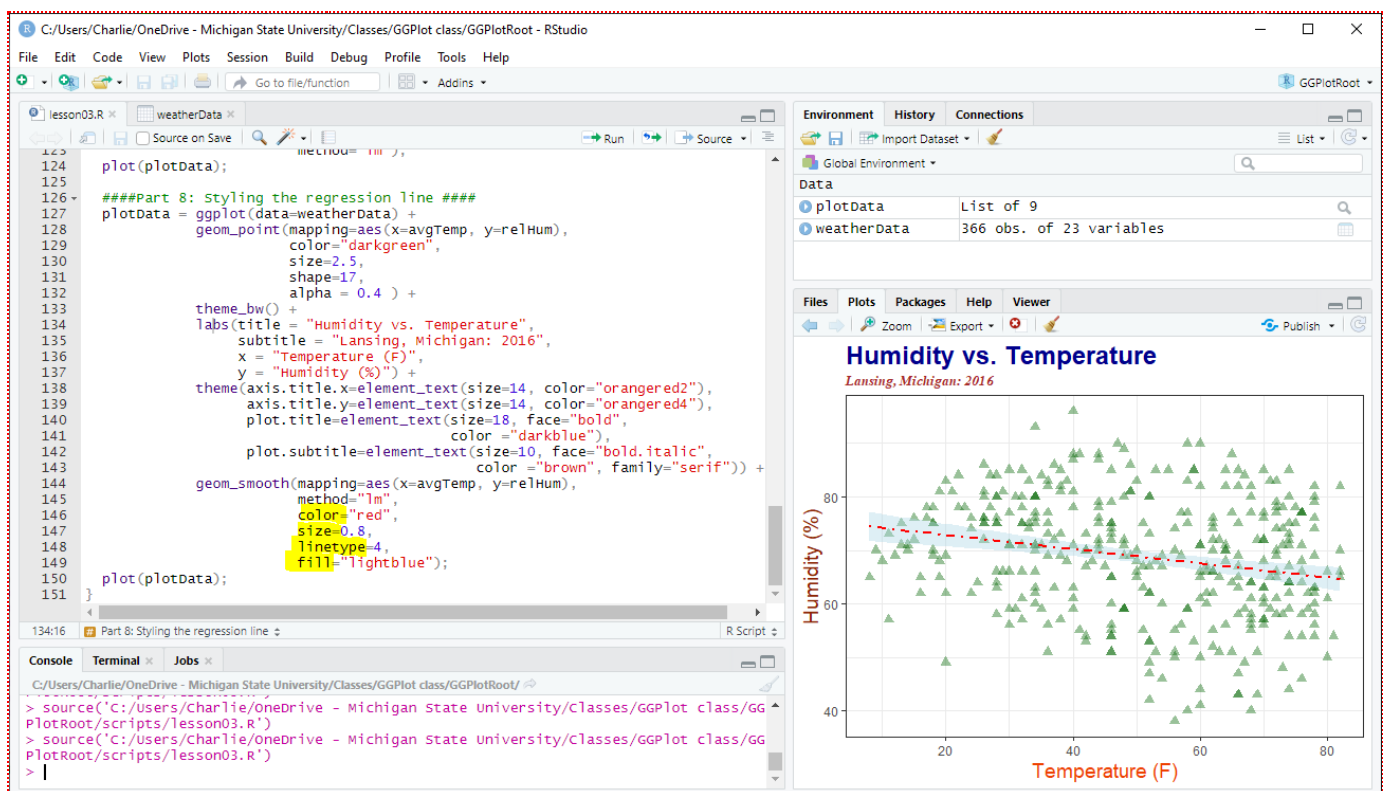 C:/Users/Charlie/OneDrive - Michigan State University/Classes/GGPlot class/GGPlotRoot - RStudio
File Edit Code View Plots Session Build Debug Profile Tools Help
Go to file/function Addins GGPlotRoot
lesson03.R weatherData
Source on Save Run Source
123 method="lm"),
124 plot(plotData);
125
126 ####Part 8: Styling the regression line ####
127 plotData = ggplot(data=weatherData) +
128 geom_point(mapping=aes(x=avgTemp, y=relHum),
129 color="darkgreen",
130 size=2.5,
131 shape=17,
132 alpha = 0.4 ) +
133 theme_bw() +
134 labs(title = "Humidity vs. Temperature",
135 subtitle = "Lansing, Michigan: 2016",
136 x = "Temperature (F)",
137 y = "Humidity (%)") +
138 theme(axis.title.x=element_text(size=14, color="orangered2"),
139 axis.title.y=element_text(size=14, color="orangered4"),
140 plot.title=element_text(size=18, face="bold",
141 color ="darkblue"),
142 plot.subtitle=element_text(size=10, face="bold.italic",
143 color ="brown", family="serif")) +
144 geom_smooth(mapping=aes(x=avgTemp, y=relHum),
145 method="lm",
146 color="red",
147 size=0.8,
148 linetype=4,
149 fill="lightblue");
150 plot(plotData);
151 }
134:16 Part 8: Styling the regression line R Script
Console Terminal Jobs
C:/Users/Charlie/OneDrive - Michigan State University/Classes/GGPlot class/GGPlotRoot/
> source('C:/Users/Charlie/OneDrive - Michigan State University/Classes/GGPlot class/GG
PlotRoot/scripts/lesson03.R')
> source('C:/Users/Charlie/OneDrive - Michigan State University/Classes/GGPlot class/GG
PlotRoot/scripts/lesson03.R')
>
Environment History Connections
Import Dataset List
Global Environment
Data
plotData List of 9
weatherData 366 obs. of 23 variables
Files Plots Packages Help Viewer
Zoom Export Publish
Humidity vs. Temperature
Lansing, Michigan: 2016
Humidity (%)
80
60
40
20 40 60 80
Temperature (F)